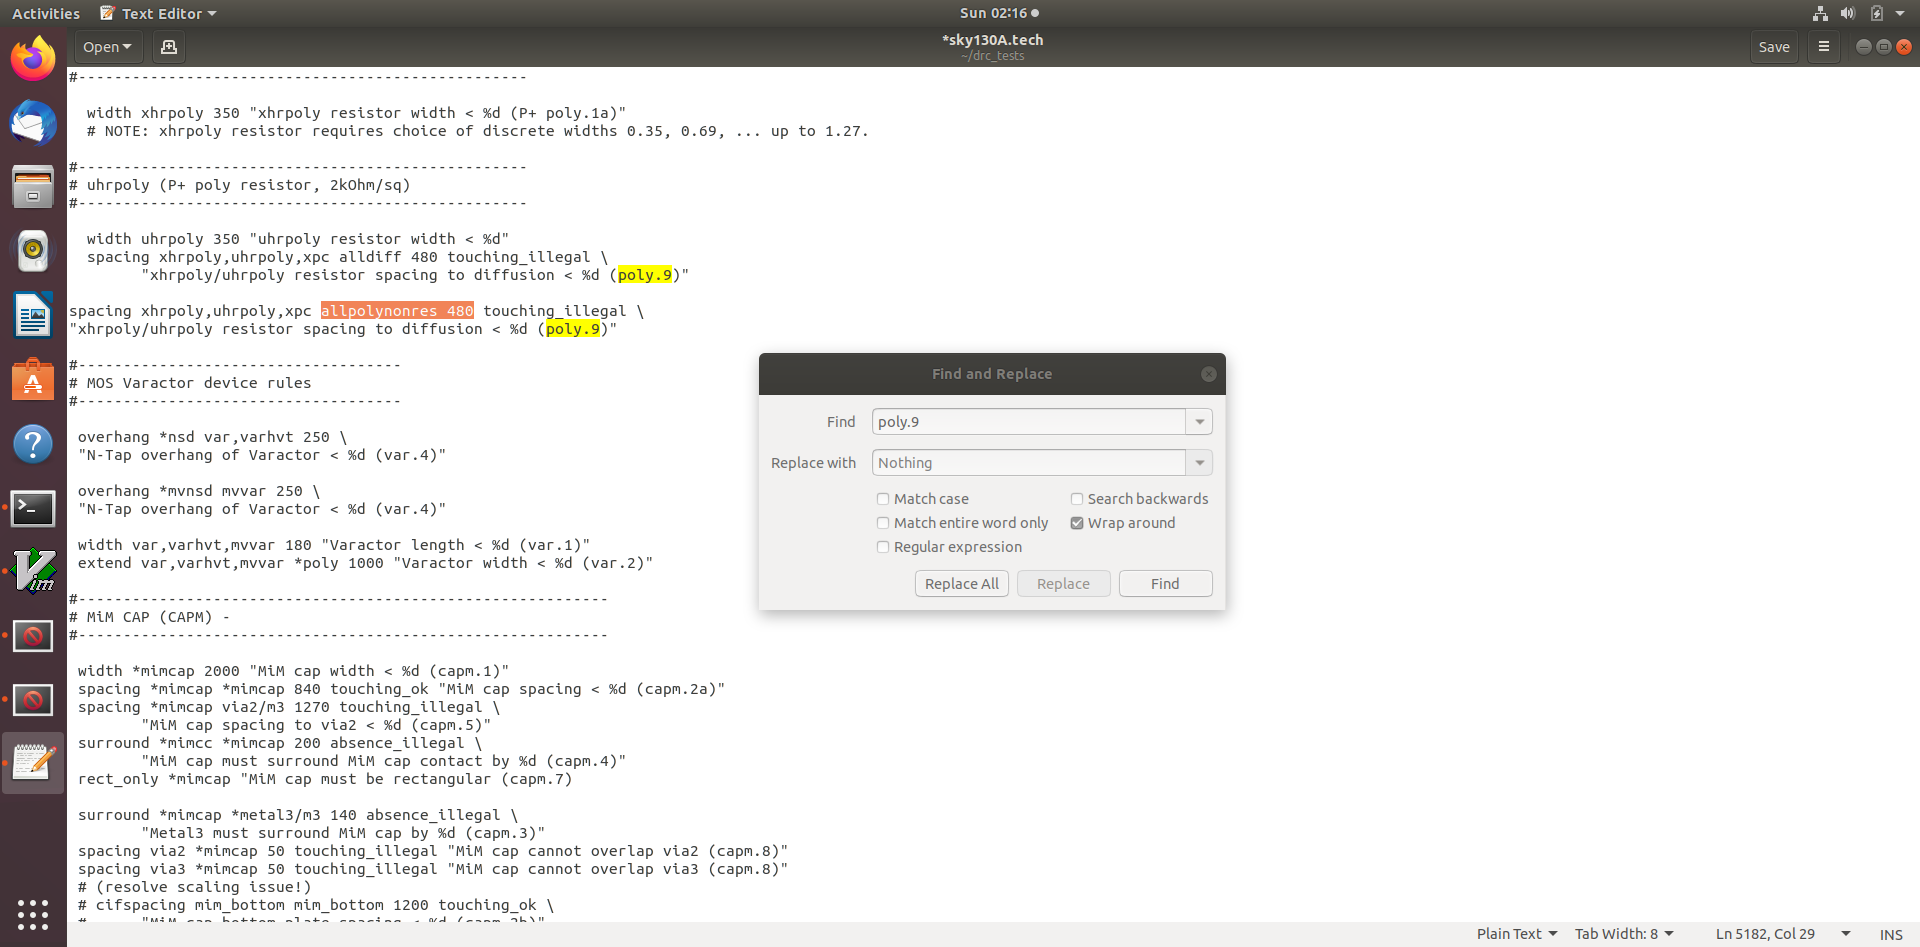 Activities Text Editor Sun 02:16
Open *sky130A.tech Save
~/drc_tests
#--------------------------------------------------
width xhrpoly 350 "xhrpoly resistor width < %d (P+ poly.1a)"
# NOTE: xhrpoly resistor requires choice of discrete widths 0.35, 0.69, ... up to 1.27.
#--------------------------------------------------
# uhrpoly (P+ poly resistor, 2kOhm/sq)
#--------------------------------------------------
width uhrpoly 350 "uhrpoly resistor width < %d"
spacing xhrpoly,uhrpoly,xpc alldiff 480 touching_illegal \
"xhrpoly/uhrpoly resistor spacing to diffusion < %d (poly.9)"
spacing xhrpoly,uhrpoly,xpc allpolynonres 480 touching_illegal \
"xhrpoly/uhrpoly resistor spacing to diffusion < %d (poly.9)"
#------------------------------------
# MOS Varactor device rules
#------------------------------------
overhang *nsd var,varhvt 250 \
"N-Tap overhang of Varactor < %d (var.4)"
overhang *mvnsd mvvar 250 \
"N-Tap overhang of Varactor < %d (var.4)"
width var,varhvt,mvvar 180 "Varactor length < %d (var.1)"
extend var,varhvt,mvvar *poly 1000 "Varactor width < %d (var.2)"
#-----------------------------------------------------------
# MiM CAP (CAPM) -
#-----------------------------------------------------------
width *mimcap 2000 "MiM cap width < %d (capm.1)"
spacing *mimcap *mimcap 840 touching_ok "MiM cap spacing < %d (capm.2a)"
spacing *mimcap via2/m3 1270 touching_illegal \
"MiM cap spacing to via2 < %d (capm.5)"
surround *mimcc *mimcap 200 absence_illegal \
"MiM cap must surround MiM cap contact by %d (capm.4)"
rect_only *mimcap "MiM cap must be rectangular (capm.7)
surround *mimcap *metal3/m3 140 absence_illegal \
"Metal3 must surround MiM cap by %d (capm.3)"
spacing via2 *mimcap 50 touching_illegal "MiM cap cannot overlap via2 (capm.8)"
spacing via3 *mimcap 50 touching_illegal "MiM cap cannot overlap via3 (capm.8)"
# (resolve scaling issue!)
# cifspacing mim_bottom mim_bottom 1200 touching_ok \
# "MiM cap bottom plate spacing < %d (capm.2b)"
Find and Replace
Find poly.9
Replace with Nothing
Match case Search backwards
Match entire word only Wrap around
Regular expression
Replace All Replace Find
Plain Text Tab Width: 8 Ln 5182, Col 29 INS